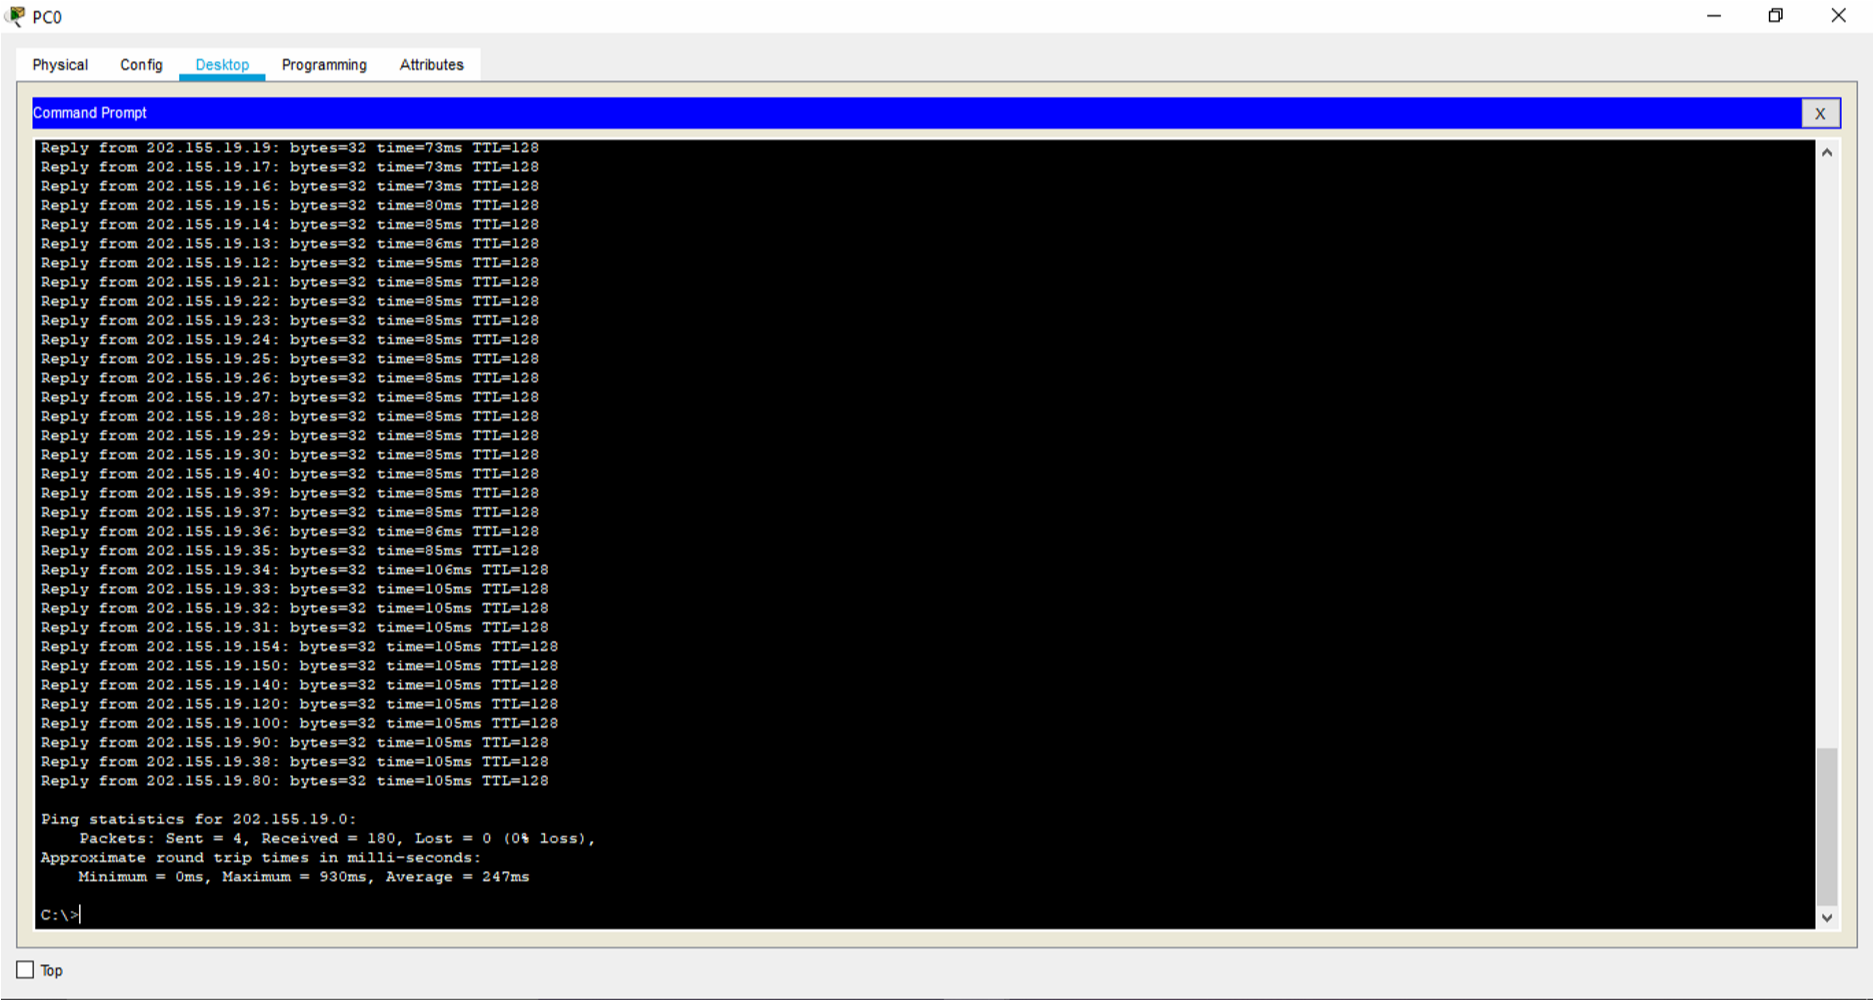 PC0
Physical Config Desktop Programming Attributes
Command Prompt X
Reply from 202.155.19.19: bytes=32 time=73ms TTL=128
Reply from 202.155.19.17: bytes=32 time=73ms TTL=128
Reply from 202.155.19.16: bytes=32 time=73ms TTL=128
Reply from 202.155.19.15: bytes=32 time=80ms TTL=128
Reply from 202.155.19.14: bytes=32 time=85ms TTL=128
Reply from 202.155.19.13: bytes=32 time=86ms TTL=128
Reply from 202.155.19.12: bytes=32 time=95ms TTL=128
Reply from 202.155.19.21: bytes=32 time=85ms TTL=128
Reply from 202.155.19.22: bytes=32 time=85ms TTL=128
Reply from 202.155.19.23: bytes=32 time=85ms TTL=128
Reply from 202.155.19.24: bytes=32 time=85ms TTL=128
Reply from 202.155.19.25: bytes=32 time=85ms TTL=128
Reply from 202.155.19.26: bytes=32 time=85ms TTL=128
Reply from 202.155.19.27: bytes=32 time=85ms TTL=128
Reply from 202.155.19.28: bytes=32 time=85ms TTL=128
Reply from 202.155.19.29: bytes=32 time=85ms TTL=128
Reply from 202.155.19.30: bytes=32 time=85ms TTL=128
Reply from 202.155.19.40: bytes=32 time=85ms TTL=128
Reply from 202.155.19.39: bytes=32 time=85ms TTL=128
Reply from 202.155.19.37: bytes=32 time=85ms TTL=128
Reply from 202.155.19.36: bytes=32 time=86ms TTL=128
Reply from 202.155.19.35: bytes=32 time=85ms TTL=128
Reply from 202.155.19.34: bytes=32 time=106ms TTL=128
Reply from 202.155.19.33: bytes=32 time=105ms TTL=128
Reply from 202.155.19.32: bytes=32 time=105ms TTL=128
Reply from 202.155.19.31: bytes=32 time=105ms TTL=128
Reply from 202.155.19.154: bytes=32 time=105ms TTL=128
Reply from 202.155.19.150: bytes=32 time=105ms TTL=128
Reply from 202.155.19.140: bytes=32 time=105ms TTL=128
Reply from 202.155.19.120: bytes=32 time=105ms TTL=128
Reply from 202.155.19.100: bytes=32 time=105ms TTL=128
Reply from 202.155.19.90: bytes=32 time=105ms TTL=128
Reply from 202.155.19.38: bytes=32 time=105ms TTL=128
Reply from 202.155.19.80: bytes=32 time=105ms TTL=128
Ping statistics for 202.155.19.0:
Packets: Sent = 4, Received = 180, Lost = 0 (0% loss),
Approximate round trip times in milli-seconds:
Minimum = 0ms, Maximum = 930ms, Average = 247ms
C:\>
Top